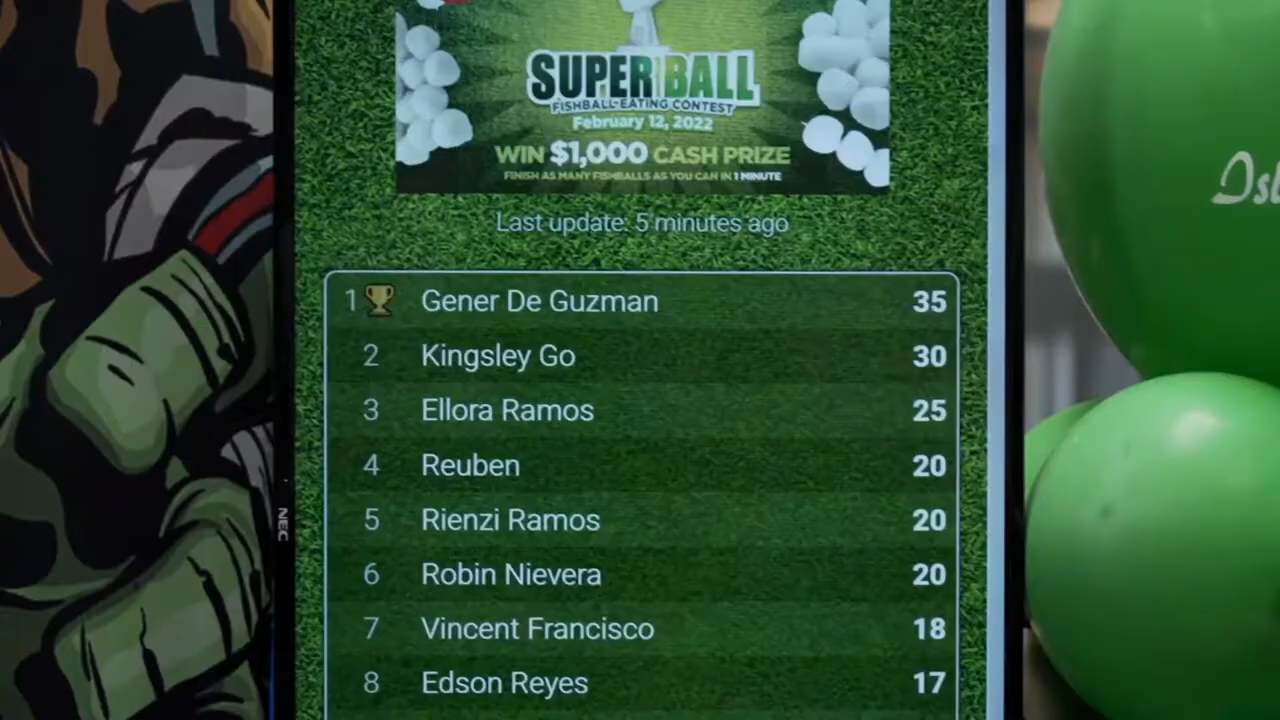 SUPER BALL
FISHBALL-EATING CONTEST
February 12, 2022
WIN $1,000 CASH PRIZE
FINISH AS MANY FISHBALLS AS YOU CAN IN 1 MINUTE
Last update: 5 minutes ago
1 Gener De Guzman 35
2 Kingsley Go 30
3 Ellora Ramos 25
4 Reuben 20
5 Rienzi Ramos 20
6 Robin Nievera 20
7 Vincent Francisco 18
8 Edson Reyes 17
NEC